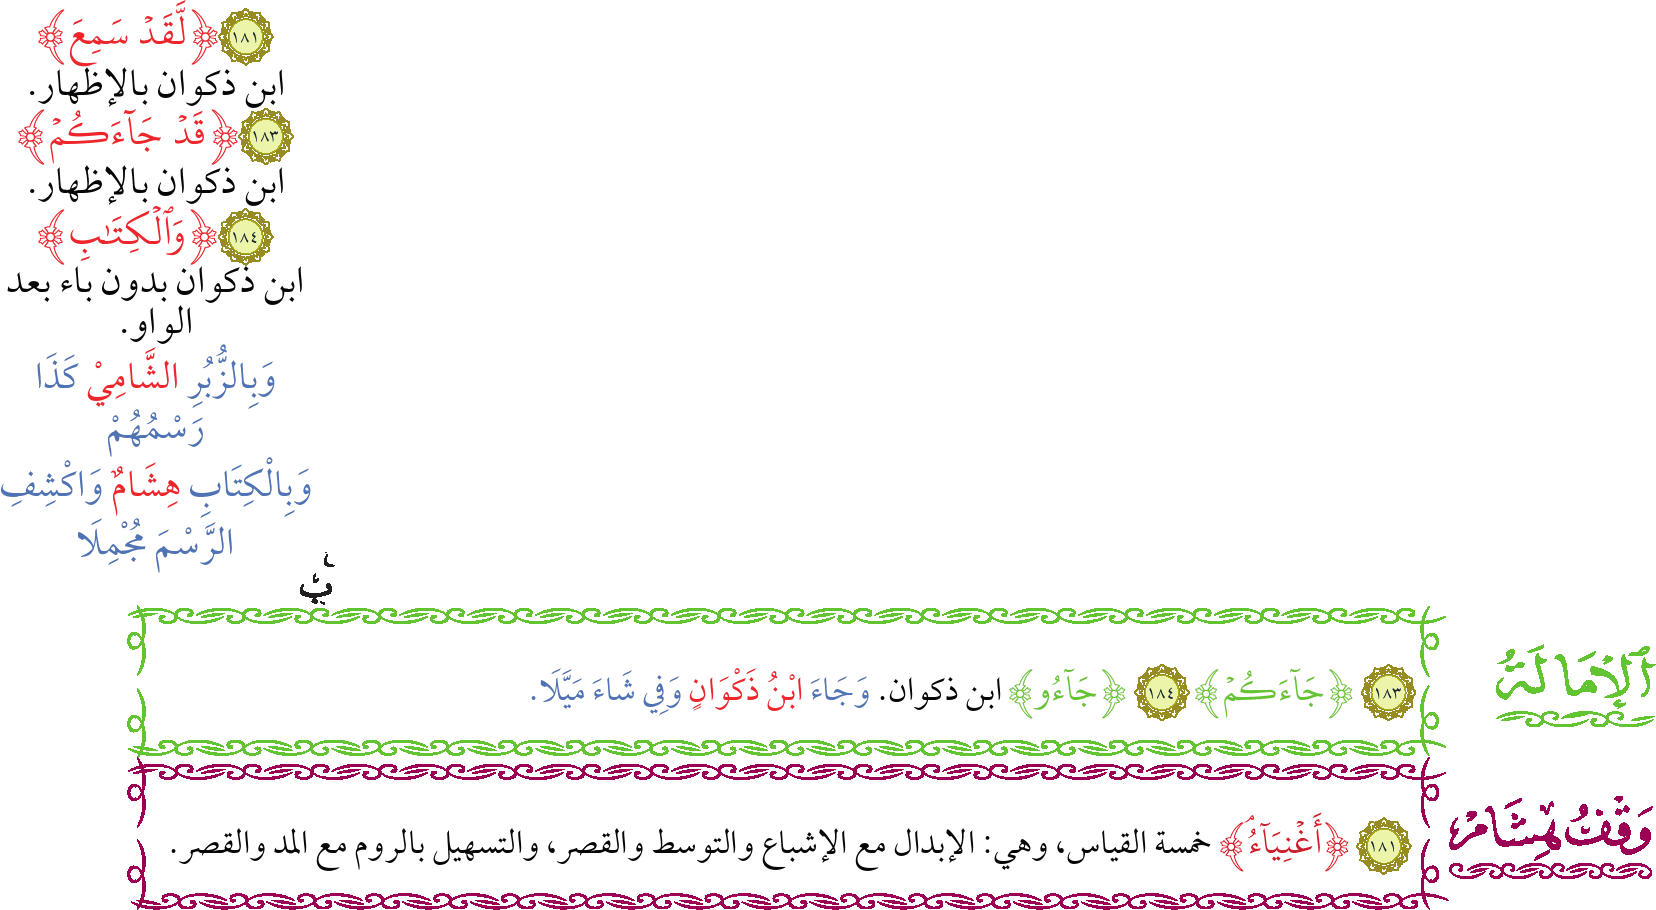 ١٨١ ﴿لَّقَدۡ سَمِعَ﴾
ابن ذكوان بالإظهار.
١٨٣ ﴿قَدۡ جَآءَكُمۡ﴾
ابن ذكوان بالإظهار.
١٨٤ ﴿وَٱلۡكِتَٰبِ﴾
ابن ذكوان بدون باء بعد
الواو.
وَبِالزُّبُرِ الشَّامِيْ كَذَا
رَسْمُهُمْ
وَبِالْكِتَابِ هِشَامٌ وَاكْشِفِ
الرَّسْمَ مُجْمِلَا
ٱلْإِمَالَةُ
١٨٣ ﴿جَآءَكُمۡ﴾ ١٨٤ ﴿جَآءُو﴾ ابن ذكوان. وَجَاءَ ابْنُ ذَكْوَانٍ وَفِي شَاءَ مَيَّلَا.
وَقْفُ هِشَامْ
١٨١ ﴿أَغۡنِيَآءُۘ﴾ خمسة القياس، وهي: الإبدال مع الإشباع والتوسط والقصر، والتسهيل بالروم مع المد والقصر.